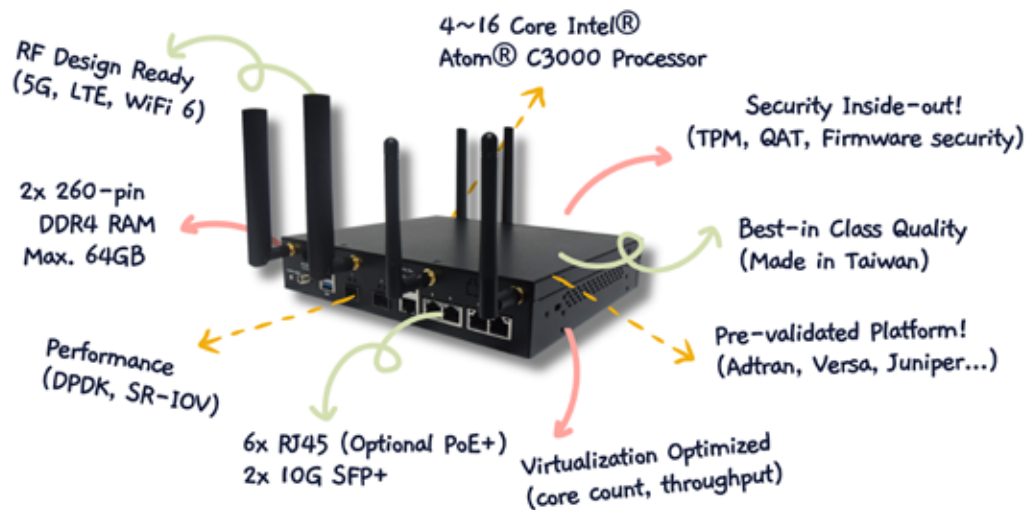 4~16 Core Intel®
Atom® C3000 Processor
RF Design Ready
(5G, LTE, WiFi 6)
Security Inside-out!
(TPM, QAT, Firmware security)
2x 260-pin
DDR4 RAM
Max. 64GB
Best-in Class Quality
(Made in Taiwan)
Performance
(DPDK, SR-IOV)
Pre-validated Platform!
(Adtran, Versa, Juniper...)
6x RJ45 (Optional PoE+)
2x 10G SFP+
Virtualization Optimized
(core count, throughput)